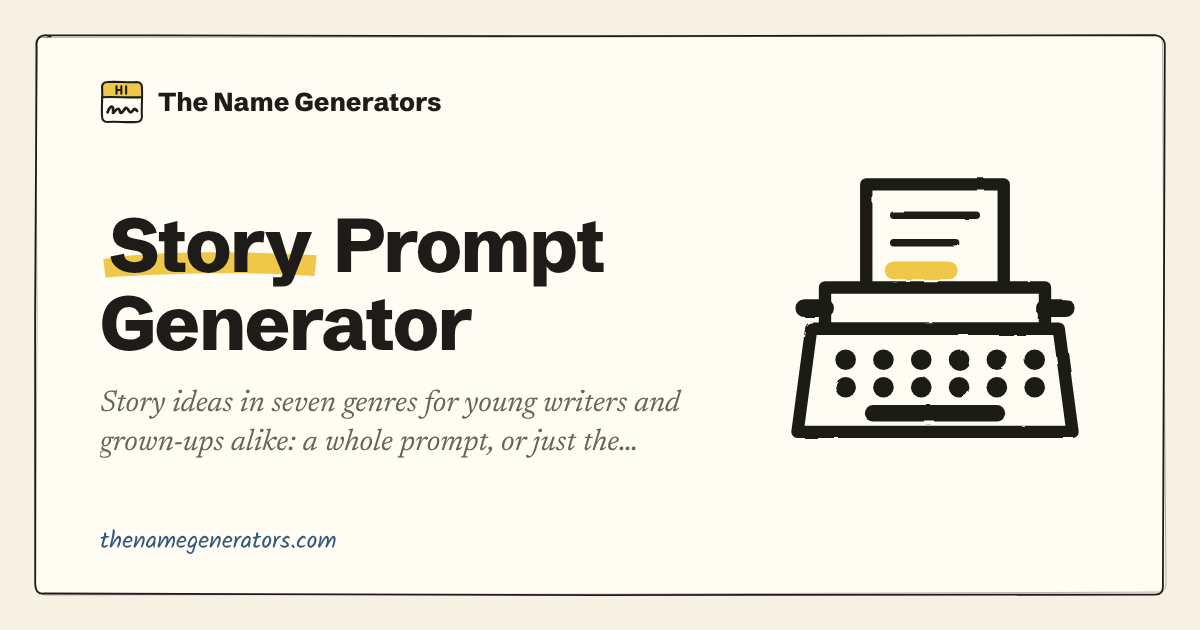 HI
The Name Generators
Story Prompt
Generator
Story ideas in seven genres for young writers and
grown-ups alike: a whole prompt, or just the...
thenamegenerators.com